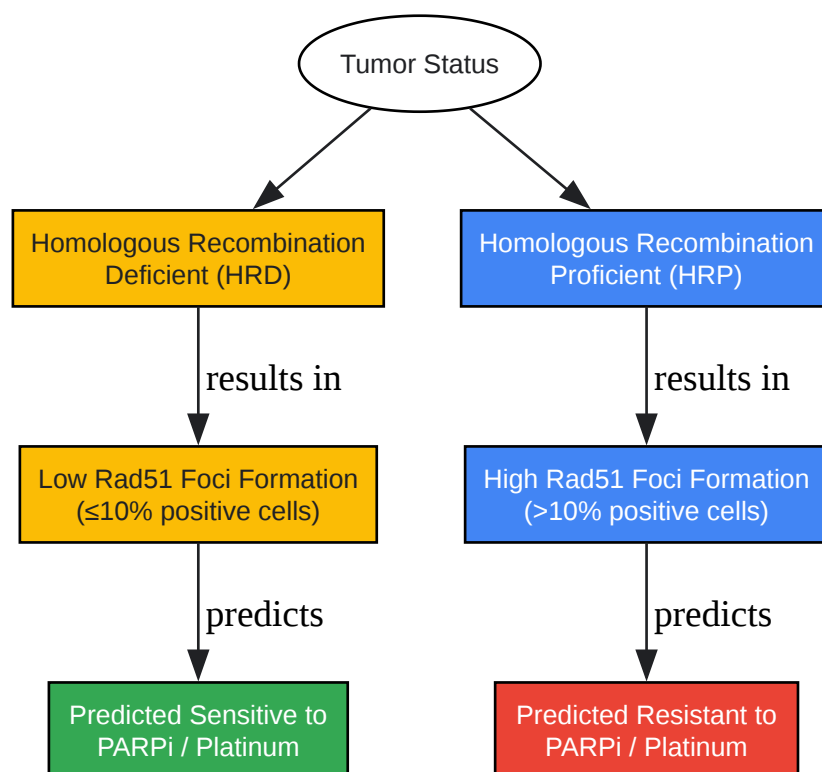 Tumor Status
Homologous Recombination
Deficient (HRD)
Homologous Recombination
Proficient (HRP)
results in
results in
Low Rad51 Foci Formation
(≤10% positive cells)
High Rad51 Foci Formation
(>10% positive cells)
predicts
predicts
Predicted Sensitive to
PARPi / Platinum
Predicted Resistant to
PARPi / Platinum